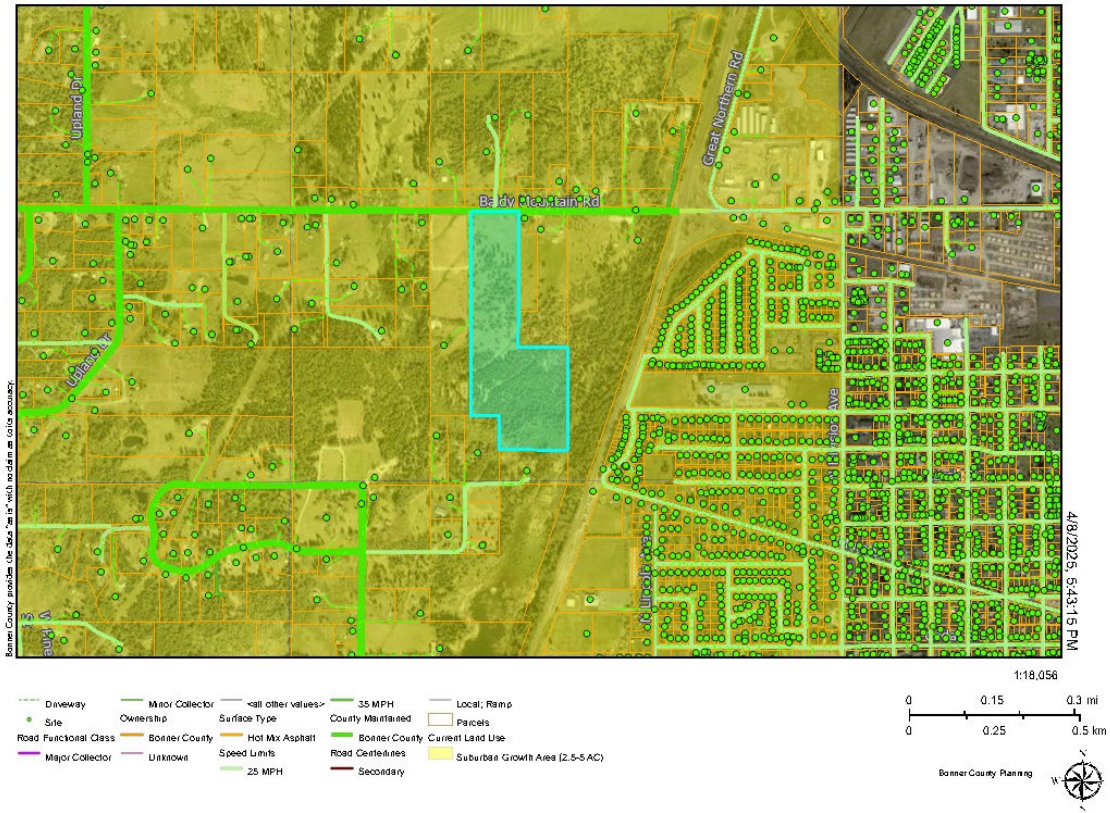 Upland Dr
Great Northern Rd
Baldy Mountain Rd
Upland Dr
Bonner County provides this data "as is" with no claim as to its accuracy.
4/8/2025, 5:43:15 PM
1:18,056
Driveway
Site
Road Functional Class
Major Collector
Minor Collector
Ownership
Bonner County
Unknown
<all other values>
Surface Type
Hot Mix Asphalt
Speed Limits
25 MPH
35 MPH
County Maintained
Bonner County
Road Centerlines
Secondary
Local; Ramp
Parcels
Current Land Use
Suburban Growth Area (2.5-5 AC)
0 0.15 0.3 mi
0 0.25 0.5 km
Bonner County Planning
N
W